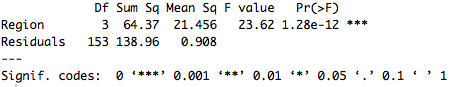 Df Sum Sq Mean Sq F value Pr(>F)
Region 3 64.37 21.456 23.62 1.28e-12 ***
Residuals 153 138.96 0.908
---
Signif. codes: 0 ‘***’ 0.001 ‘**’ 0.01 ‘*’ 0.05 ‘.’ 0.1 ‘ ’ 1